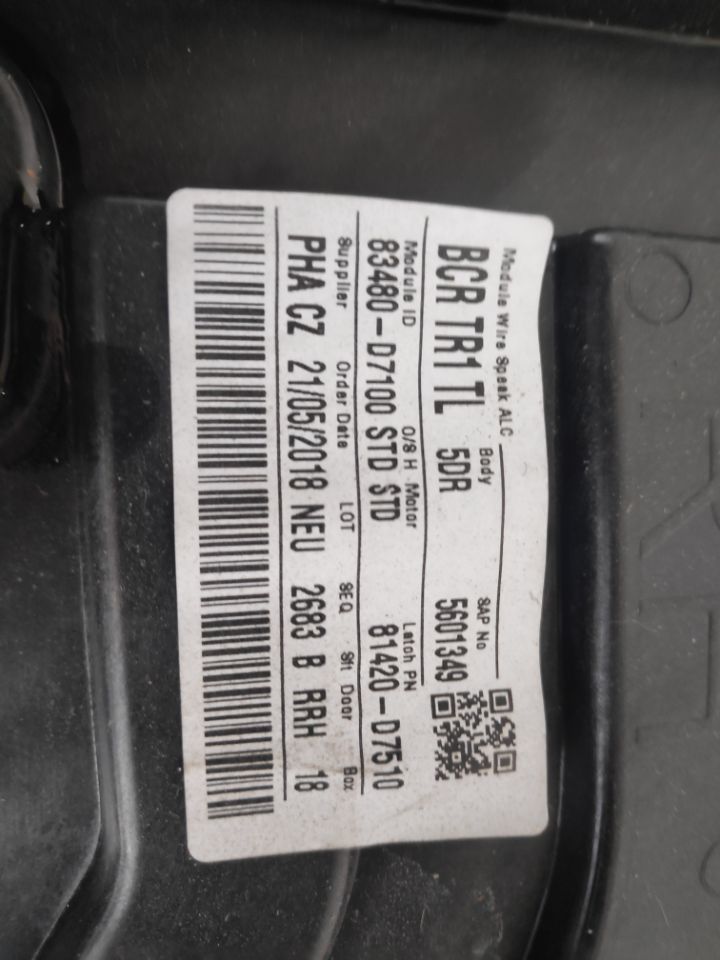 Module Wire Speak ALC Body SAP No
BCR TR1 TL 5DR 5601349
Module ID O/S H Motor Latch PN
83480-D7100 STD STD 81420-D7510
Supplier Order Date LOT SEQ Sft Door Box
PHA CZ 21/05/2018 NEU 2683 B RRH 18